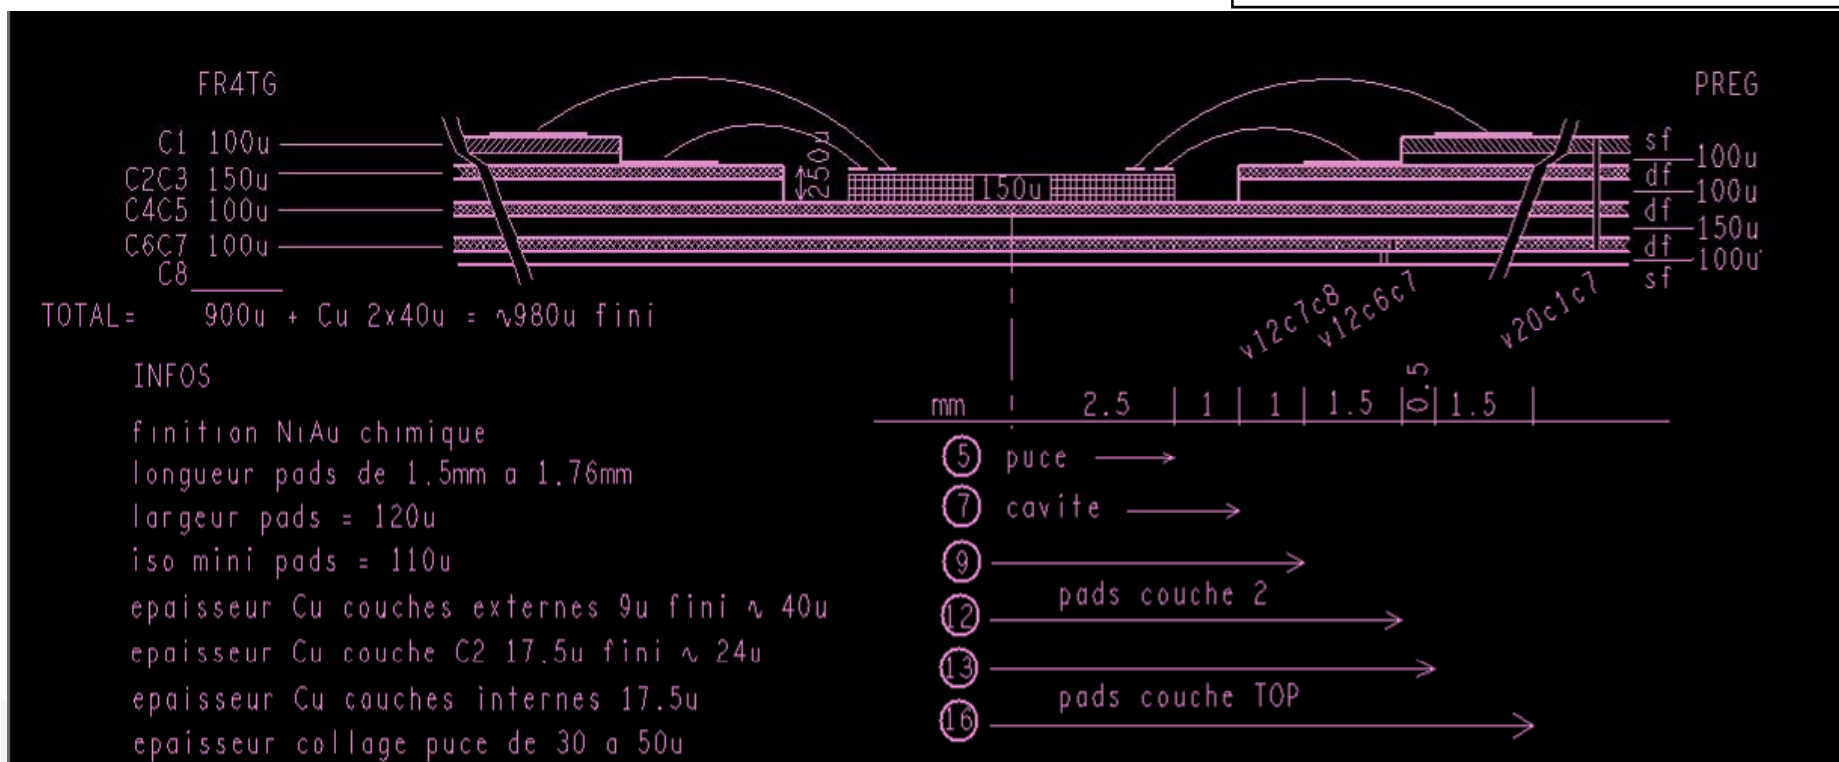 FR4TG
PREG
C1 100u
C2C3 150u
C4C5 100u
C6C7 100u
C8
TOTAL= 900u + Cu 2x40u = ~980u fini
250u
150u
sf
100u
df
100u
df
150u
df
100u
sf
v12c7c8
v12c6c7
v20c1c7
INFOS
finition NiAu chimique
longueur pads de 1.5mm a 1.76mm
largeur pads = 120u
iso mini pads = 110u
epaisseur Cu couches externes 9u fini ~ 40u
epaisseur Cu couche C2 17.5u fini ~ 24u
epaisseur Cu couches internes 17.5u
epaisseur collage puce de 30 a 50u
mm 2.5 1 1 1.5 0.5 1.5
5 puce
7 cavite
9
pads couche 2
12
13
pads couche TOP
16